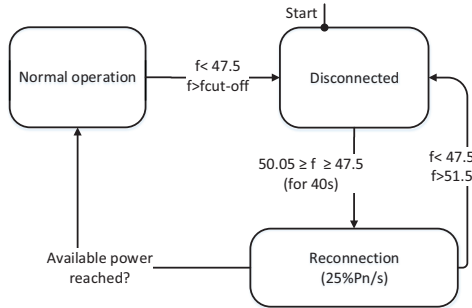 Start
Normal operation
f< 47.5
f>fcut-off
Disconnected
50.05 ≥ f ≥ 47.5
(for 40s)
f< 47.5
f>51.5
Available power
reached?
Reconnection
(25%Pn/s)